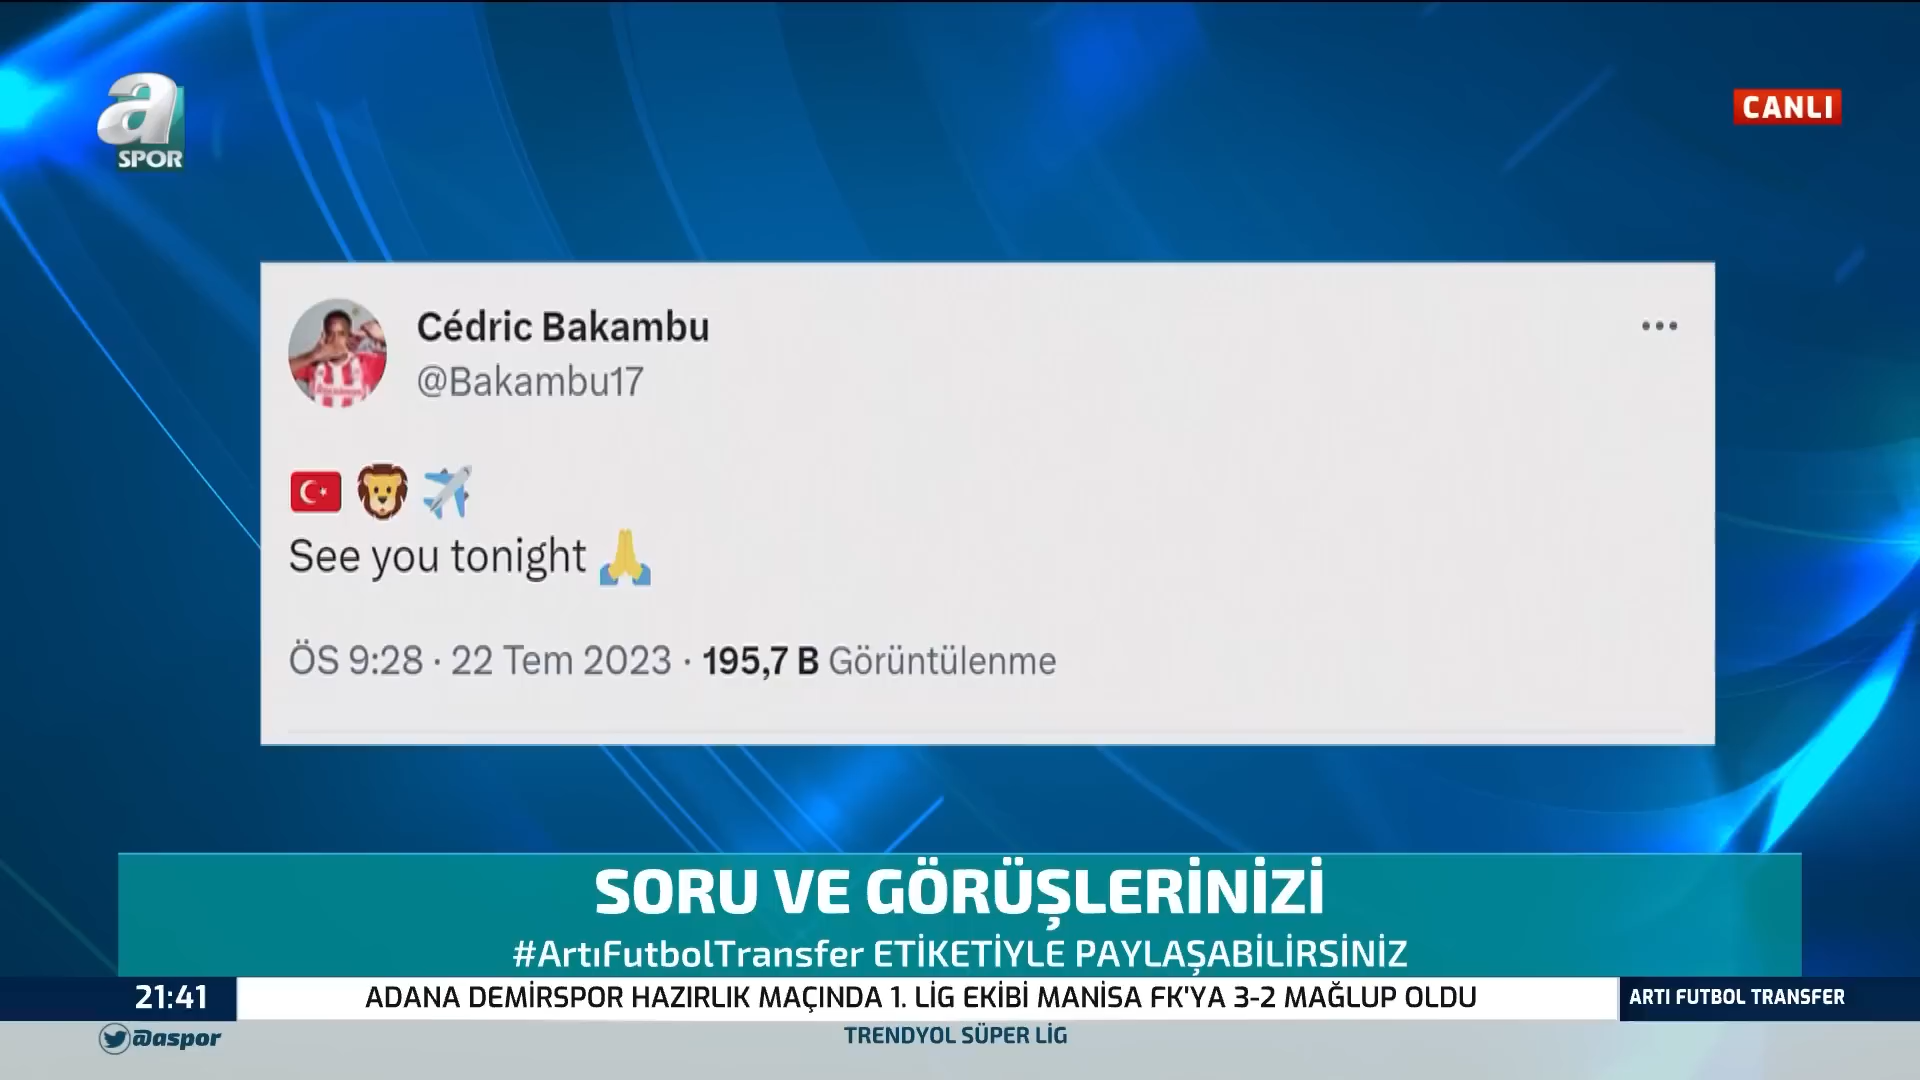 a
SPOR
CANLI
Cédric Bakambu
@Bakambu17
🇹🇷 🦁 ✈️
See you tonight 🙏
ÖS 9:28 · 22 Tem 2023 · 195,7 B Görüntülenme
SORU VE GÖRÜŞLERİNİZİ
#ArtıFutbolTransfer ETİKETİYLE PAYLAŞABİLİRSİNİZ
21:41
ADANA DEMİRSPOR HAZIRLIK MAÇINDA 1. LİG EKİBİ MANİSA FK'YA 3-2 MAĞLUP OLDU
ARTI FUTBOL TRANSFER
@aspor
TRENDYOL SÜPER LİG